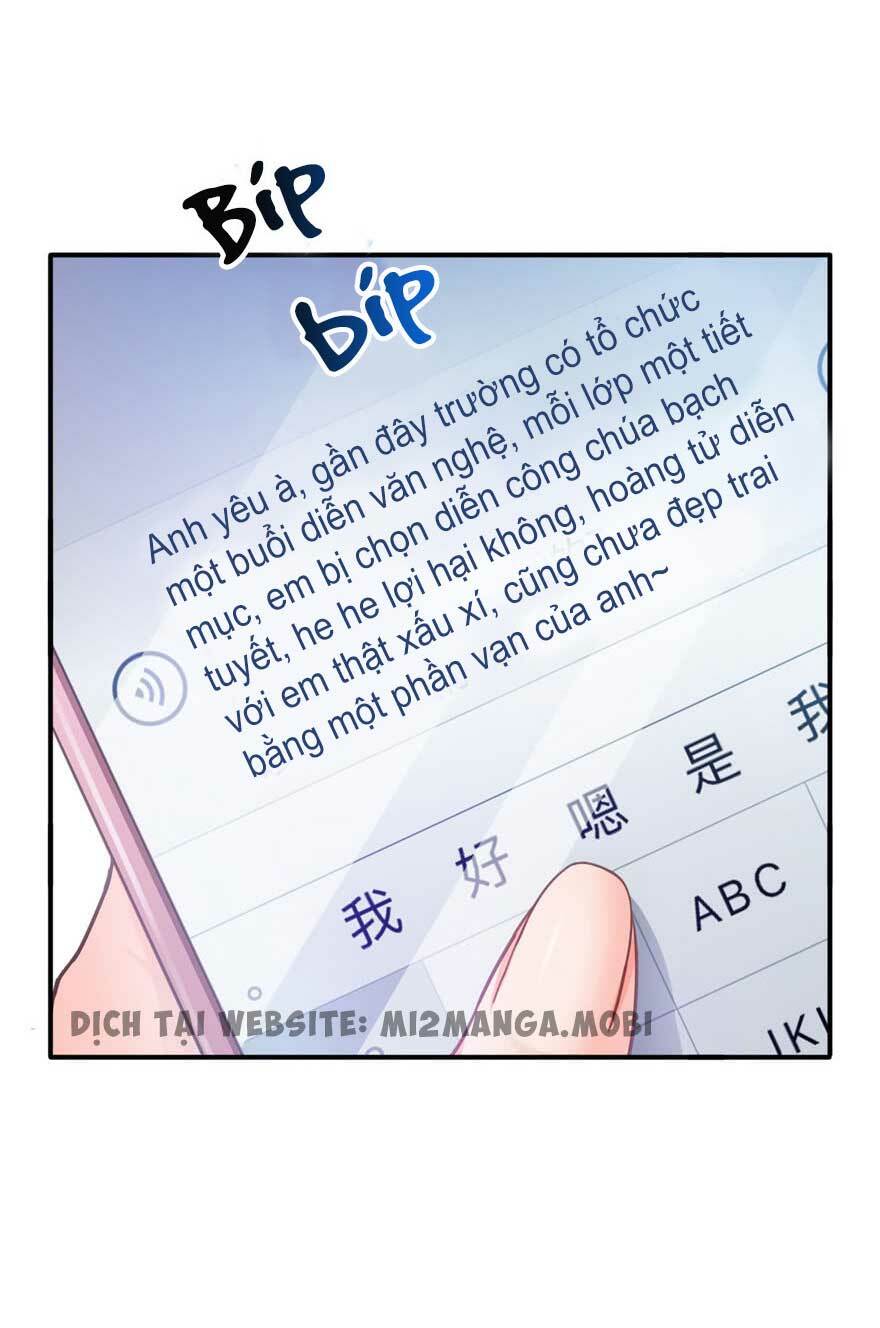 Bíp
bíp
Anh yêu à, gần đây trường có tổ chức
một buổi diễn văn nghệ, mỗi lớp một tiết
mục, em bị chọn diễn công chúa bạch
tuyết, he he lợi hại không, hoàng tử diễn
với em thật xấu xí, cũng chưa đẹp trai
bằng một phần vạn của anh~
我 好 嗯 是 我
ABC
DỊCH TẠI WEBSITE: MI2MANGA.MOBI